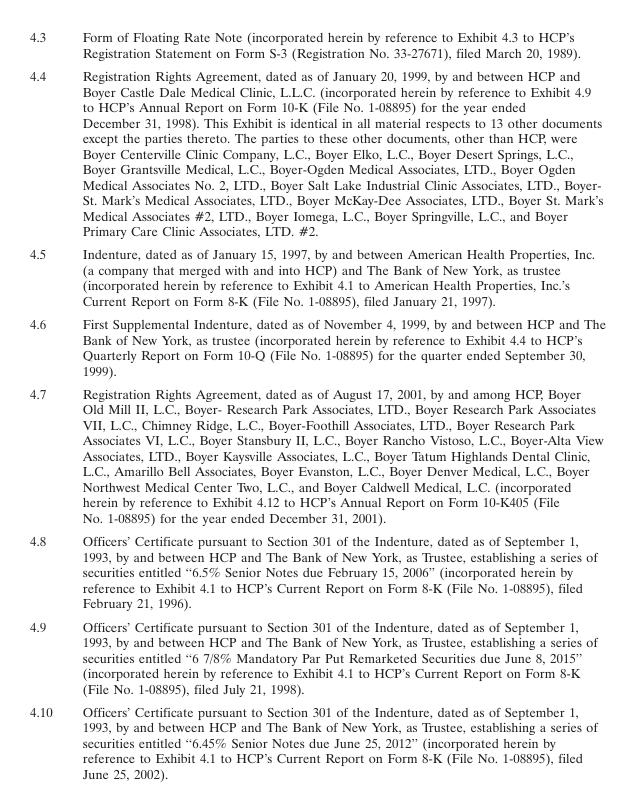 4.3 Form of Floating Rate Note (incorporated herein by reference to Exhibit 4.3 to HCP's
Registration Statement on Form S-3 (Registration No. 33-27671), filed March 20, 1989).
4.4 Registration Rights Agreement, dated as of January 20, 1999, by and between HCP and
Boyer Castle Dale Medical Clinic, L.L.C. (incorporated herein by reference to Exhibit 4.9
to HCP's Annual Report on Form 10-K (File No. 1-08895) for the year ended
December 31, 1998). This Exhibit is identical in all material respects to 13 other documents
except the parties thereto. The parties to these other documents, other than HCP, were
Boyer Centerville Clinic Company, L.C., Boyer Elko, L.C., Boyer Desert Springs, L.C.,
Boyer Grantsville Medical, L.C., Boyer-Ogden Medical Associates, LTD., Boyer Ogden
Medical Associates No. 2, LTD., Boyer Salt Lake Industrial Clinic Associates, LTD., Boyer-
St. Mark's Medical Associates, LTD., Boyer McKay-Dee Associates, LTD., Boyer St. Mark's
Medical Associates #2, LTD., Boyer Iomega, L.C., Boyer Springville, L.C., and Boyer
Primary Care Clinic Associates, LTD. #2.
4.5 Indenture, dated as of January 15, 1997, by and between American Health Properties, Inc.
(a company that merged with and into HCP) and The Bank of New York, as trustee
(incorporated herein by reference to Exhibit 4.1 to American Health Properties, Inc.'s
Current Report on Form 8-K (File No. 1-08895), filed January 21, 1997).
4.6 First Supplemental Indenture, dated as of November 4, 1999, by and between HCP and The
Bank of New York, as trustee (incorporated herein by reference to Exhibit 4.4 to HCP's
Quarterly Report on Form 10-Q (File No. 1-08895) for the quarter ended September 30,
1999).
4.7 Registration Rights Agreement, dated as of August 17, 2001, by and among HCP, Boyer
Old Mill II, L.C., Boyer- Research Park Associates, LTD., Boyer Research Park Associates
VII, L.C., Chimney Ridge, L.C., Boyer-Foothill Associates, LTD., Boyer Research Park
Associates VI, L.C., Boyer Stansbury II, L.C., Boyer Rancho Vistoso, L.C., Boyer-Alta View
Associates, LTD., Boyer Kaysville Associates, L.C., Boyer Tatum Highlands Dental Clinic,
L.C., Amarillo Bell Associates, Boyer Evanston, L.C., Boyer Denver Medical, L.C., Boyer
Northwest Medical Center Two, L.C., and Boyer Caldwell Medical, L.C. (incorporated
herein by reference to Exhibit 4.12 to HCP's Annual Report on Form 10-K405 (File
No. 1-08895) for the year ended December 31, 2001).
4.8 Officers' Certificate pursuant to Section 301 of the Indenture, dated as of September 1,
1993, by and between HCP and The Bank of New York, as Trustee, establishing a series of
securities entitled “6.5% Senior Notes due February 15, 2006” (incorporated herein by
reference to Exhibit 4.1 to HCP's Current Report on Form 8-K (File No. 1-08895), filed
February 21, 1996).
4.9 Officers' Certificate pursuant to Section 301 of the Indenture, dated as of September 1,
1993, by and between HCP and The Bank of New York, as Trustee, establishing a series of
securities entitled “6 7/8% Mandatory Par Put Remarketed Securities due June 8, 2015”
(incorporated herein by reference to Exhibit 4.1 to HCP's Current Report on Form 8-K
(File No. 1-08895), filed July 21, 1998).
4.10 Officers' Certificate pursuant to Section 301 of the Indenture, dated as of September 1,
1993, by and between HCP and The Bank of New York, as Trustee, establishing a series of
securities entitled “6.45% Senior Notes due June 25, 2012” (incorporated herein by
reference to Exhibit 4.1 to HCP's Current Report on Form 8-K (File No. 1-08895), filed
June 25, 2002).